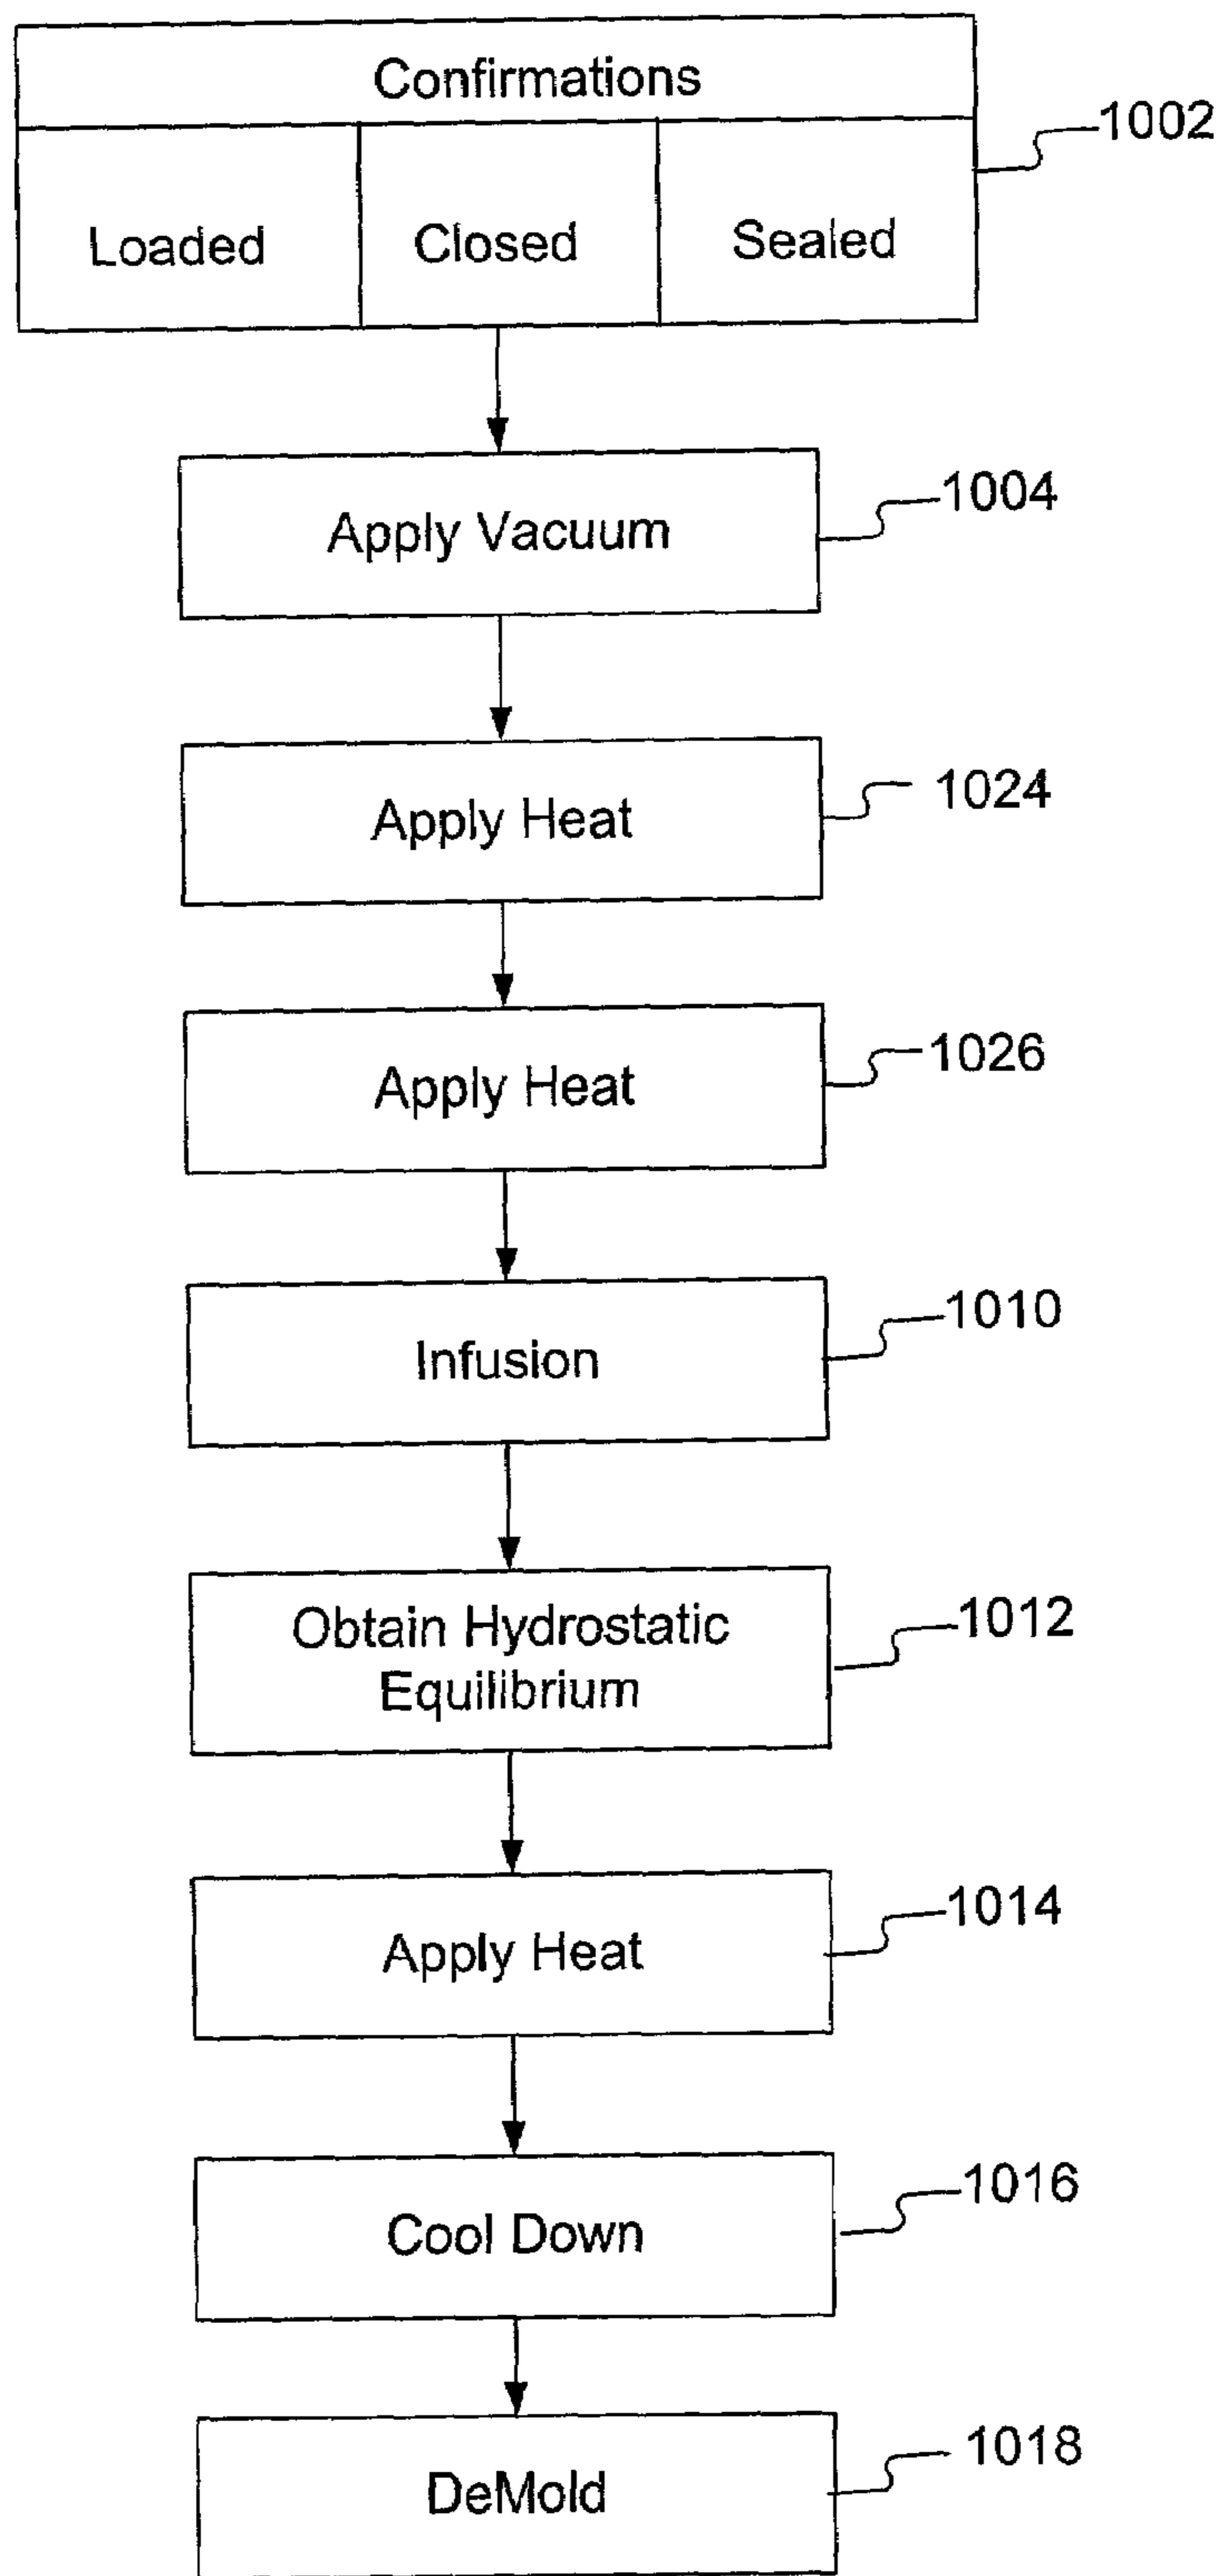 Confirmations
1002
Loaded
Closed
Sealed
Apply Vacuum
1004
Apply Heat
1024
Apply Heat
1026
Infusion
1010
Obtain Hydrostatic
Equilibrium
1012
Apply Heat
1014
Cool Down
1016
DeMold
1018